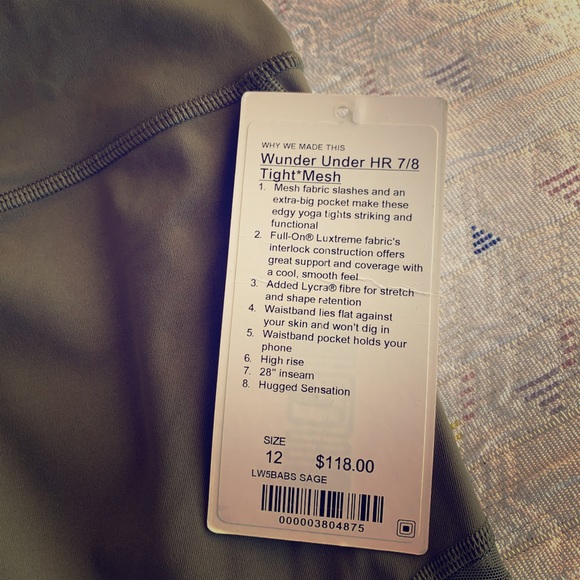 WHY WE MADE THIS
Wunder Under HR 7/8
Tight*Mesh
1. Mesh fabric slashes and an
extra-big pocket make these
edgy yoga tights striking and
functional
2. Full-On® Luxtreme fabric's
interlock construction offers
great support and coverage with
a cool, smooth feel
3. Added Lycra® fibre for stretch
and shape retention
4. Waistband lies flat against
your skin and won't dig in
5. Waistband pocket holds your
phone
6. High rise
7. 28" inseam
8. Hugged Sensation
SIZE
12 $118.00
LW5BABS SAGE
000003804875